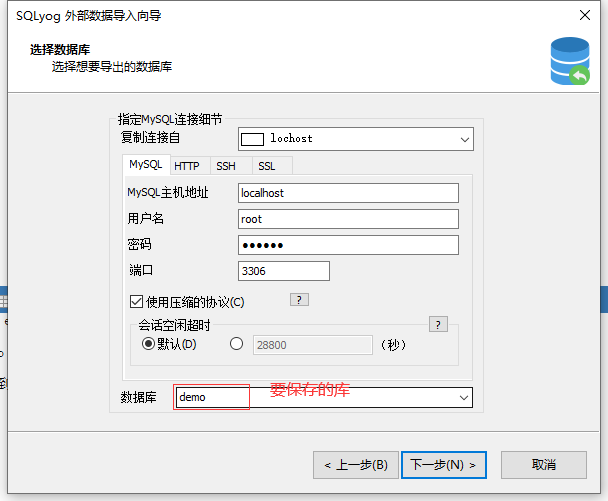 SQLyog 外部数据导入向导
选择数据库
选择想要导出的数据库
指定MySQL连接细节
复制连接自 lochost
MySQL HTTP SSH SSL
MySQL主机地址 localhost
用户名 root
密码 ●●●●●●
端口 3306
使用压缩的协议(C) ?
会话空闲超时 ?
默认(D) 28800 （秒）
数据库 demo 要保存的库
< 上一步(B) 下一步(N) > 取消